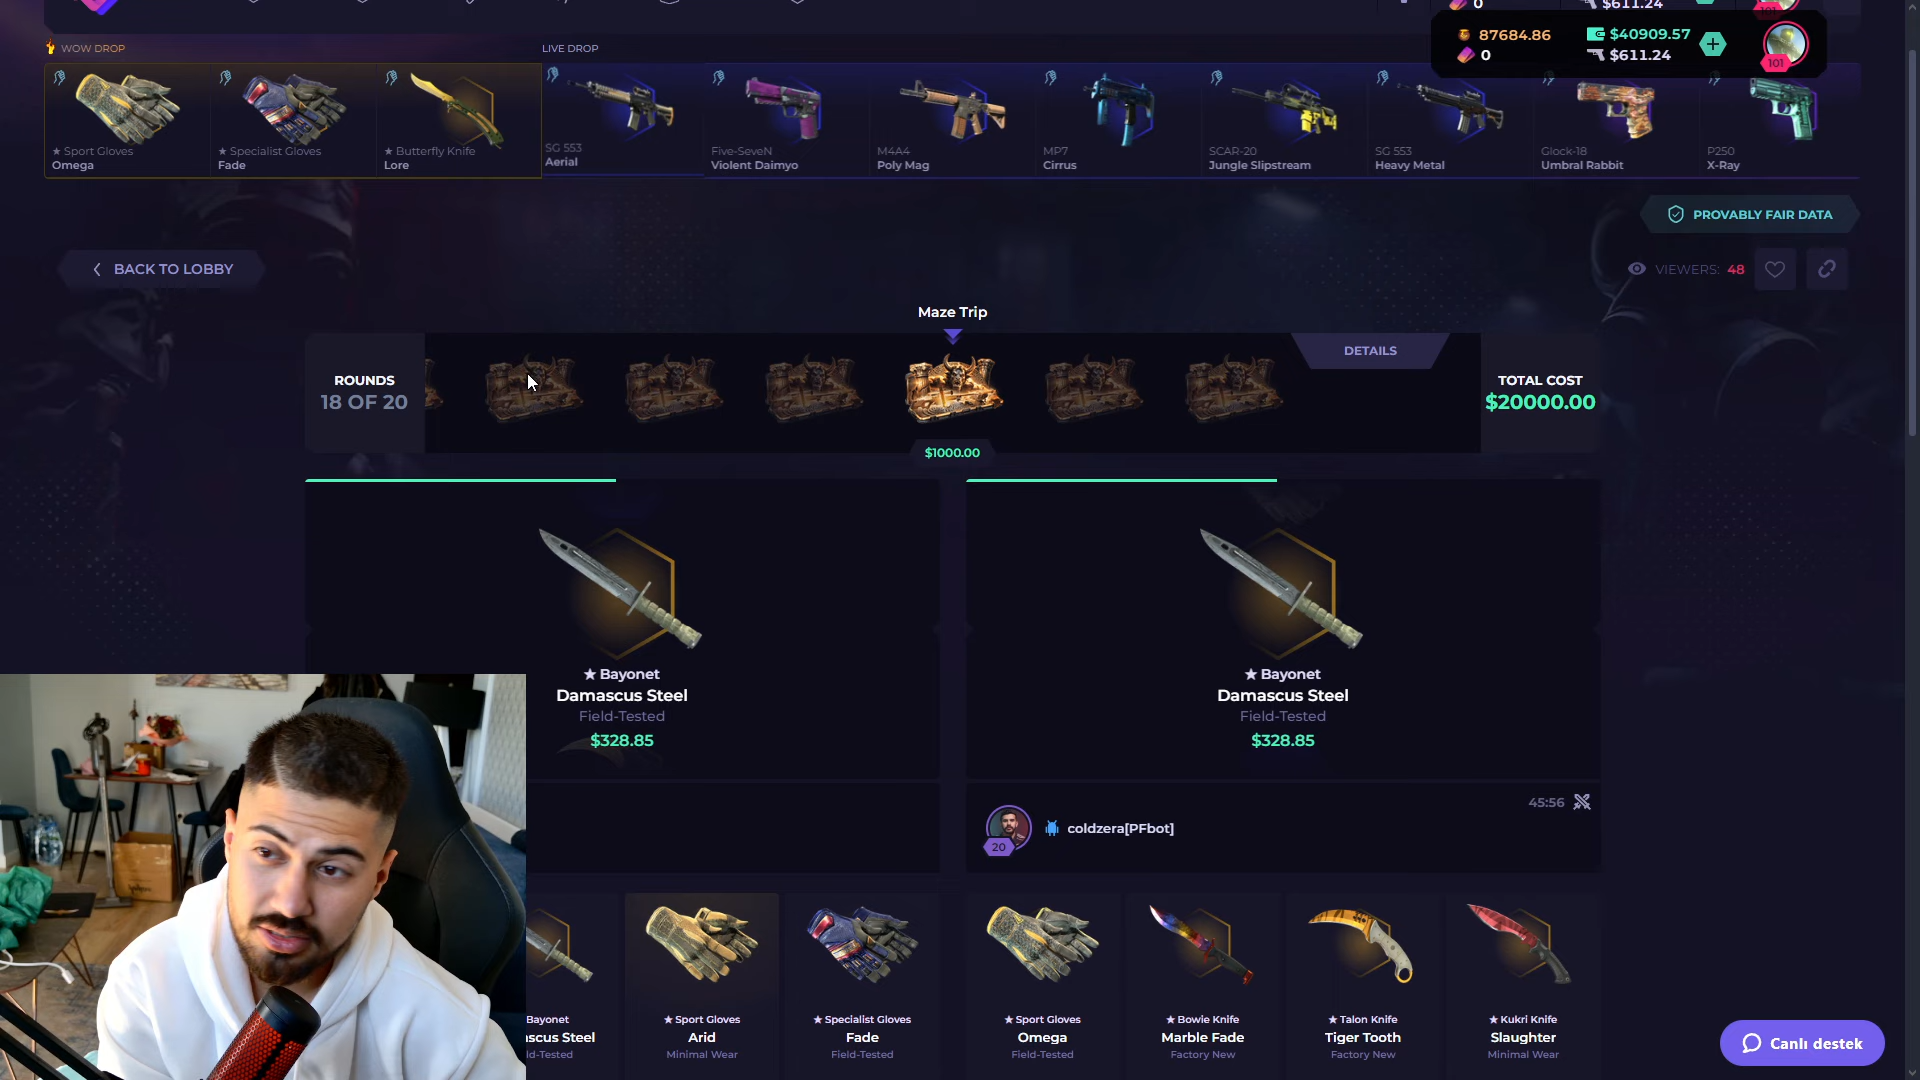 0
$611.24
101
WOW DROP
LIVE DROP
87684.86
$40909.57
0
$611.24
101
★ Sport Gloves
Omega
★ Specialist Gloves
Fade
★ Butterfly Knife
Lore
SG 553
Aerial
Five-SeveN
Violent Daimyo
M4A4
Poly Mag
MP7
Cirrus
SCAR-20
Jungle Slipstream
SG 553
Heavy Metal
Glock-18
Umbral Rabbit
P250
X-Ray
PROVABLY FAIR DATA
BACK TO LOBBY
VIEWERS: 48
Maze Trip
ROUNDS
18 OF 20
DETAILS
TOTAL COST
$20000.00
$1000.00
★ Bayonet
Damascus Steel
Field-Tested
$328.85
★ Bayonet
Damascus Steel
Field-Tested
$328.85
45:56
20
coldzera[PFbot]
Bayonet
ascus Steel
ld-Tested
★ Sport Gloves
Arid
Minimal Wear
★ Specialist Gloves
Fade
Field-Tested
★ Sport Gloves
Omega
Field-Tested
★ Bowie Knife
Marble Fade
Factory New
★ Talon Knife
Tiger Tooth
Factory New
★ Kukri Knife
Slaughter
Minimal Wear
Canlı destek